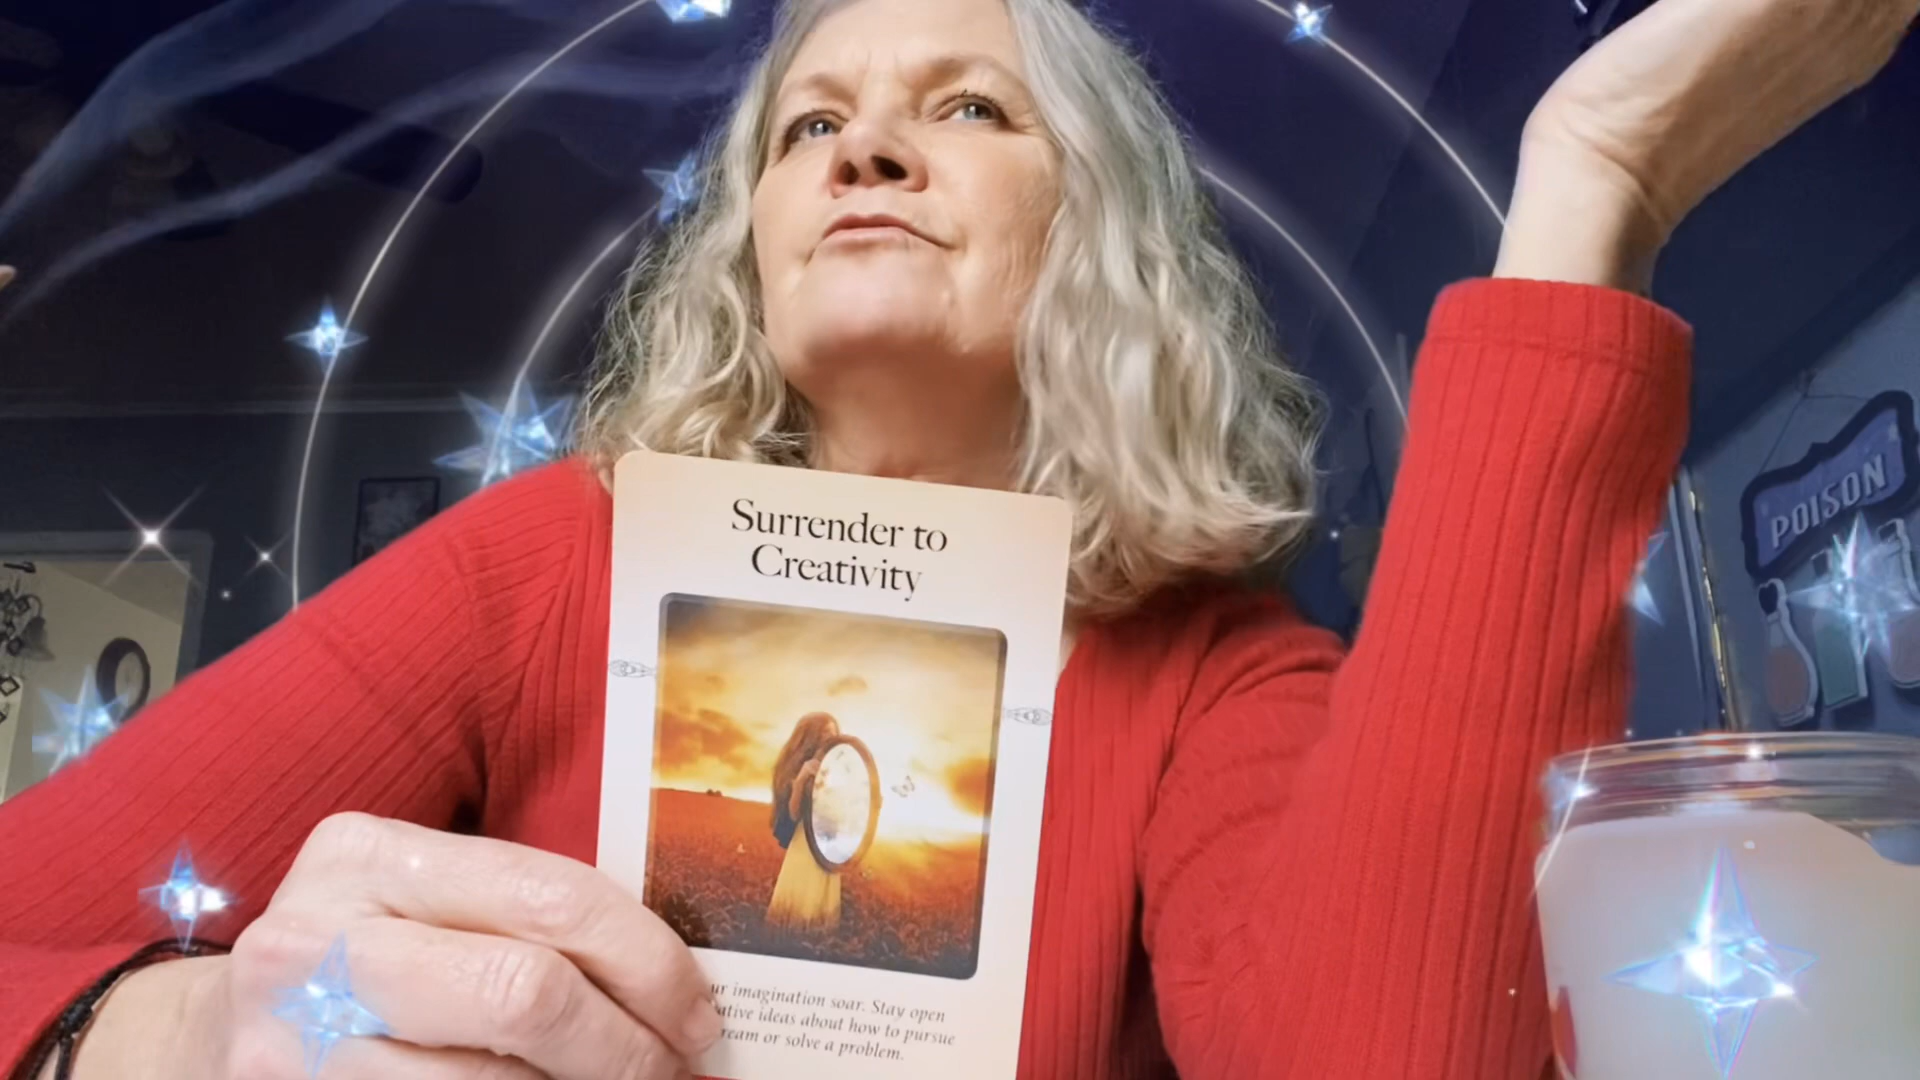 Surrender to
Creativity
imagination soar. Stay open
ideas about how to pursue
or solve a problem.
POISON